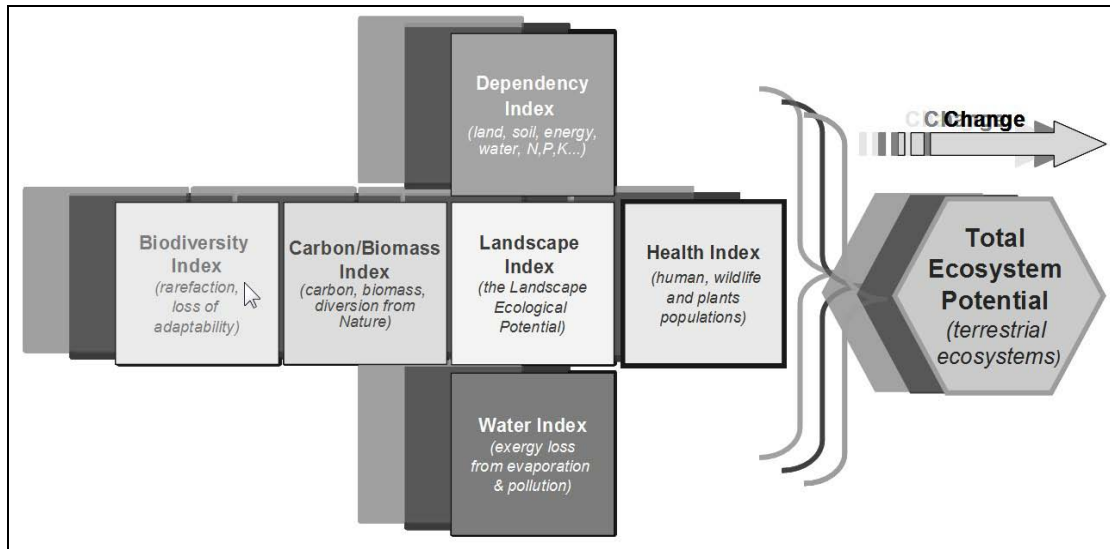 Dependency
Index
(land, soil, energy,
water, N,P,K...)
Biodiversity
Index
(rarefaction,
loss of
adaptability)
Carbon/Biomass
Index
(carbon, biomass,
diversion from
Nature)
Landscape
Index
(the Landscape
Ecological
Potential)
Health Index
(human, wildlife
and plants
populations)
Water Index
(exergy loss
from evaporation
& pollution)
Change
Total
Ecosystem
Potential
(terrestrial
ecosystems)